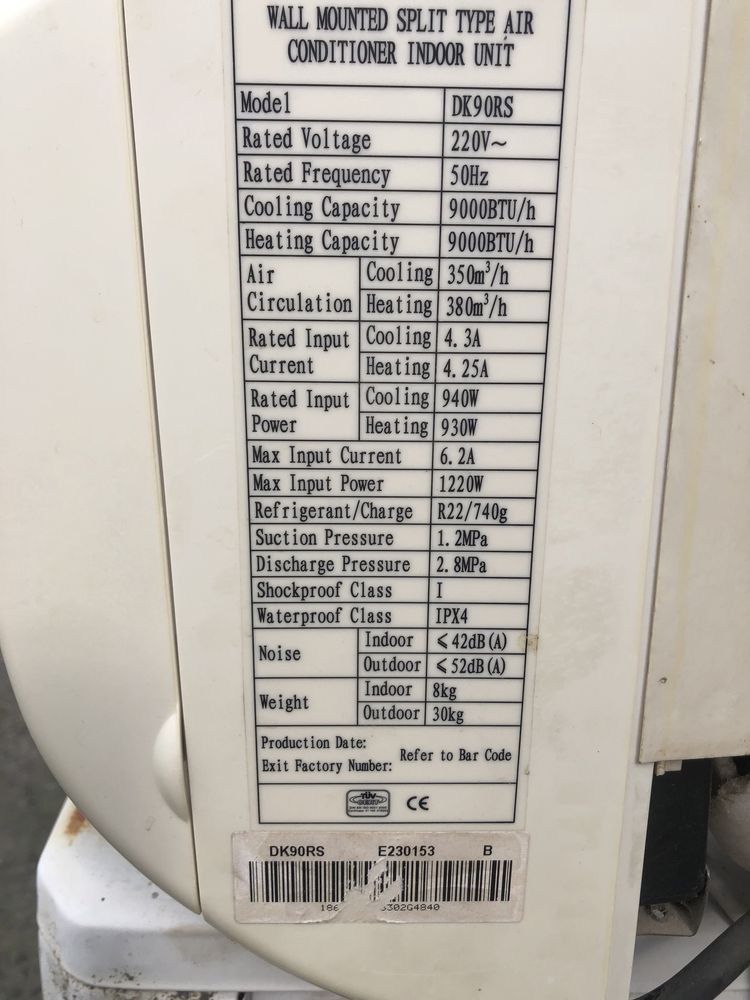 WALL MOUNTED SPLIT TYPE AIR
CONDITIONER INDOOR UNIT
Model DK90RS
Rated Voltage 220V~
Rated Frequency 50Hz
Cooling Capacity 9000BTU/h
Heating Capacity 9000BTU/h
Air Circulation Cooling 350m³/h
Heating 380m³/h
Rated Input Current Cooling 4.3A
Heating 4.25A
Rated Input Power Cooling 940W
Heating 930W
Max Input Current 6.2A
Max Input Power 1220W
Refrigerant/Charge R22/740g
Suction Pressure 1.2MPa
Discharge Pressure 2.8MPa
Shockproof Class I
Waterproof Class IPX4
Noise Indoor ≤42dB(A)
Outdoor ≤52dB(A)
Weight Indoor 8kg
Outdoor 30kg
Production Date:
Exit Factory Number: Refer to Bar Code
TÜV CERT CE
DK90RS E230153 B
186 302G4840